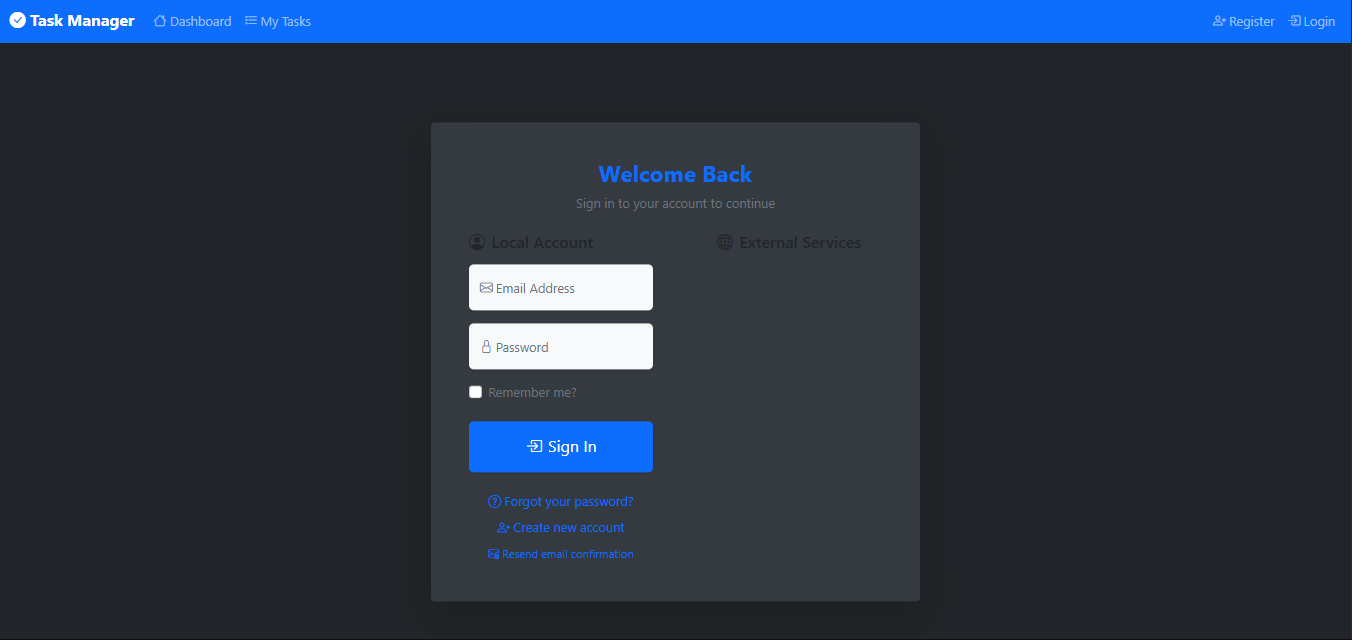 Task Manager Dashboard My Tasks Register Login
Welcome Back
Sign in to your account to continue
Local Account
External Services
Email Address
Password
Remember me?
Sign In
Forgot your password?
Create new account
Resend email confirmation